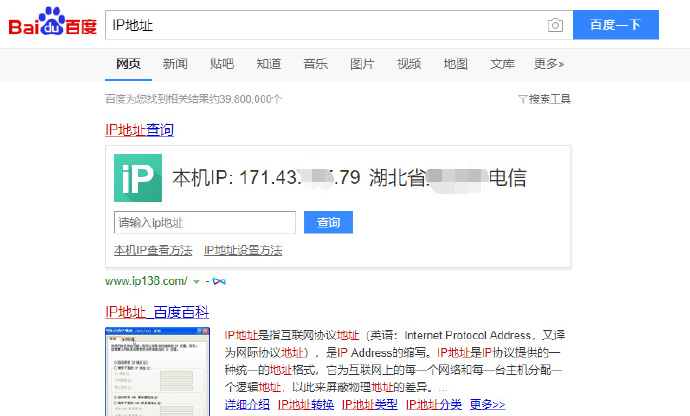 Bai du 百度
IP地址
百度一下
网页 新闻 贴吧 知道 音乐 图片 视频 地图 文库 更多»
百度为您找到相关结果约39,800,000个
搜索工具
IP地址查询
iP
本机IP: 171.43. .79 湖北省 电信
请输入ip地址
查询
本机IP查看方法 IP地址设置方法
www.ip138.com/
IP地址_百度百科
IP地址是指互联网协议地址（英语：Internet Protocol Address，又译
为网际协议地址），是IP Address的缩写。IP地址是IP协议提供的一
种统一的地址格式，它为互联网上的每一个网络和每一台主机分配一
个逻辑地址，以此来屏蔽物理地址的差异。...
详细介绍 IP地址转换 IP地址类型 IP地址分类 更多>>